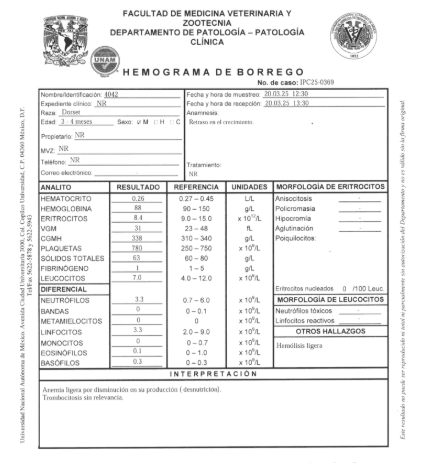 FACULTAD DE MEDICINA VETERINARIA Y
ZOOTECNIA
DEPARTAMENTO DE PATOLOGÍA – PATOLOGÍA
CLÍNICA
UNAM
HEMOGRAMA DE BORREGO
No. de caso: IPC25-0369
Nombre/Identificación: 4042
Expediente clínico: NR
Raza: Dorset
Edad: 3 - 4 meses Sexo: M H C
Propietario: NR
MVZ: NR
Teléfono: NR
Correo electrónico:
Fecha y hora de muestreo: 20.03.25 12:30
Fecha y hora de recepción: 20.03.25 13:30
Anamnesis:
Retraso en el crecimiento.
Tratamiento:
NR
ANALITO RESULTADO REFERENCIA UNIDADES
HEMATOCRITO 0.26 0.27 – 0.45 L/L
HEMOGLOBINA 88 90 – 150 g/L
ERITROCITOS 8.4 9.0 – 15.0 x 10¹²/L
VGM 31 23 – 48 fL
CGMH 338 310 – 340 g/L
PLAQUETAS 780 250 – 750 x 10⁹/L
SÓLIDOS TOTALES 63 60 – 80 g/L
FIBRINÓGENO 1 1 – 5 g/L
LEUCOCITOS 7.0 4.0 – 12.0 x 10⁹/L
DIFERENCIAL
NEUTRÓFILOS 3.3 0.7 – 6.0 x 10⁹/L
BANDAS 0 0 – 0.1 x 10⁹/L
METAMIELOCITOS 0 0 x 10⁹/L
LINFOCITOS 3.3 2.0 – 9.0 x 10⁹/L
MONOCITOS 0 0 – 0.7 x 10⁹/L
EOSINÓFILOS 0.1 0 – 1.0 x 10⁹/L
BASÓFILOS 0.3 0 – 0.3 x 10⁹/L
MORFOLOGÍA DE ERITROCITOS
Anisocitosis -
Policromasia -
Hipocromía -
Aglutinación -
Poiquilocitos:
Eritrocitos nucleados 0 /100 Leuc.
MORFOLOGÍA DE LEUCOCITOS
Neutrófilos tóxicos -
Linfocitos reactivos -
OTROS HALLAZGOS
Hemólisis ligera
INTERPRETACIÓN
Anemia ligera por disminución en su producción ( desnutrición).
Trombocitosis sin relevancia.
Universidad Nacional Autónoma de México. Avenida Ciudad Universitaria 3000, Col. Copilco Universidad, C.P. 04360 México, D.F.
Tel/Fax 5622-5878 y 5622-5943
Este resultado no puede ser reproducido ni total ni parcialmente sin autorización del Departamento y no es válido sin la firma original